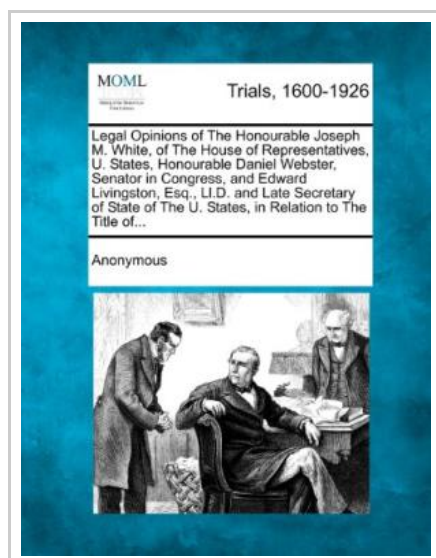 MOML
Trials, 1600-1926
Legal Opinions of The Honourable Joseph
M. White, of The House of Representatives,
U. States, Honourable Daniel Webster,
Senator in Congress, and Edward
Livingston, Esq., Ll.D. and Late Secretary
of State of The U. States, in Relation to The
Title of...
Anonymous